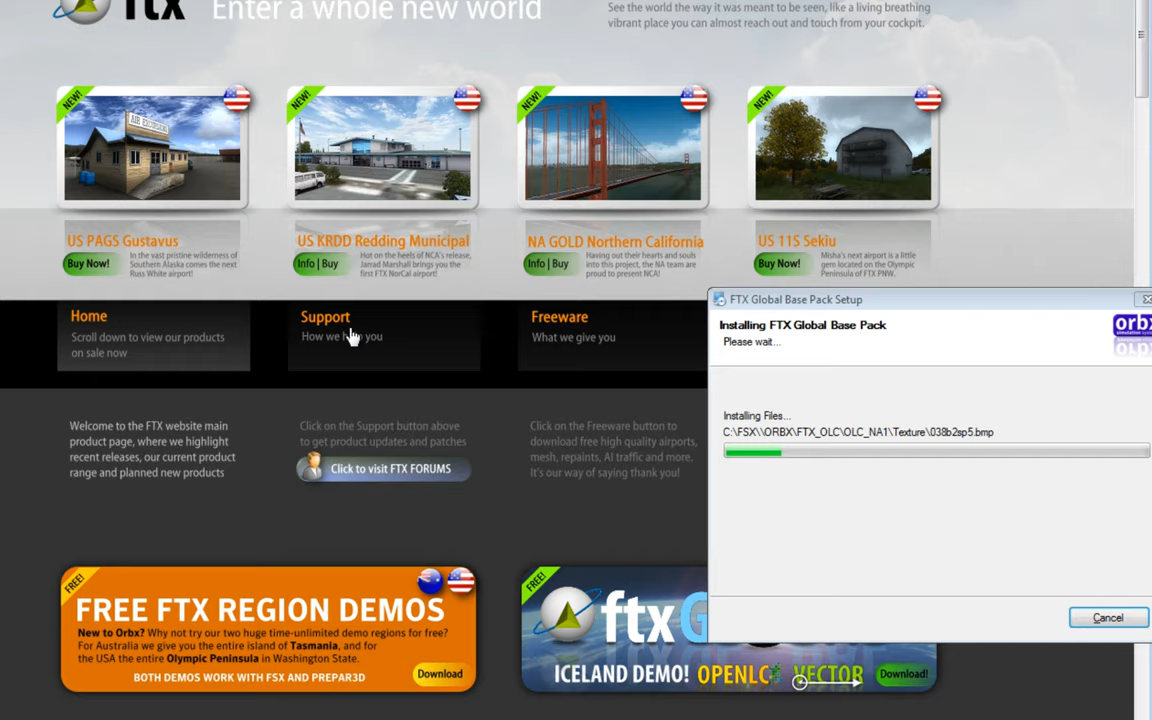 ftx Enter a whole new world
See the world the way it was meant to be seen, like a living breathing
vibrant place you can almost reach out and touch from your cockpit.
NEW!
NEW!
NEW!
NEW!
AIR EXCURSIONS
US PAGS Gustavus
Buy Now!
In the vast pristine wilderness of
Southern Alaska comes the next
Russ White airport!
US KRDD Redding Municipal
Info | Buy
Hot on the heels of NCA's release,
Jarrad Marshall brings you the
first FTX NorCal airport!
NA GOLD Northern California
Info | Buy
Having out their hearts and souls
into this project, the NA team are
proud to present NCA!
US 11S Sekiu
Buy Now!
Misha's next airport is a little
gem located on the Olympic
Peninsula of FTX PNW.
Home
Scroll down to view our products
on sale now
Support
How we you
Freeware
What we give you
Welcome to the FTX website main
product page, where we highlight
recent releases, our current product
range and planned new products
Click on the Support button above
to get product updates and patches
Click to visit FTX FORUMS
Click on the Freeware button to
download free high quality airports,
mesh, repaints, AI traffic and more.
It's our way of saying thank you!
FTX Global Base Pack Setup
Installing FTX Global Base Pack
Please wait...
orbx
Installing Files...
C:\FSX\\ORBX\FTX_OLC\OLC_NA1\Texture\038b2sp5.bmp
Cancel
FREE!
FREE FTX REGION DEMOS
New to Orbx? Why not try our two huge time-unlimited demo regions for free?
For Australia we give you the entire island of Tasmania, and for
the USA the entire Olympic Peninsula in Washington State.
BOTH DEMOS WORK WITH FSX AND PREPAR3D
Download
FREE!
ftxG
ICELAND DEMO! OPENLC VECTOR
Download!